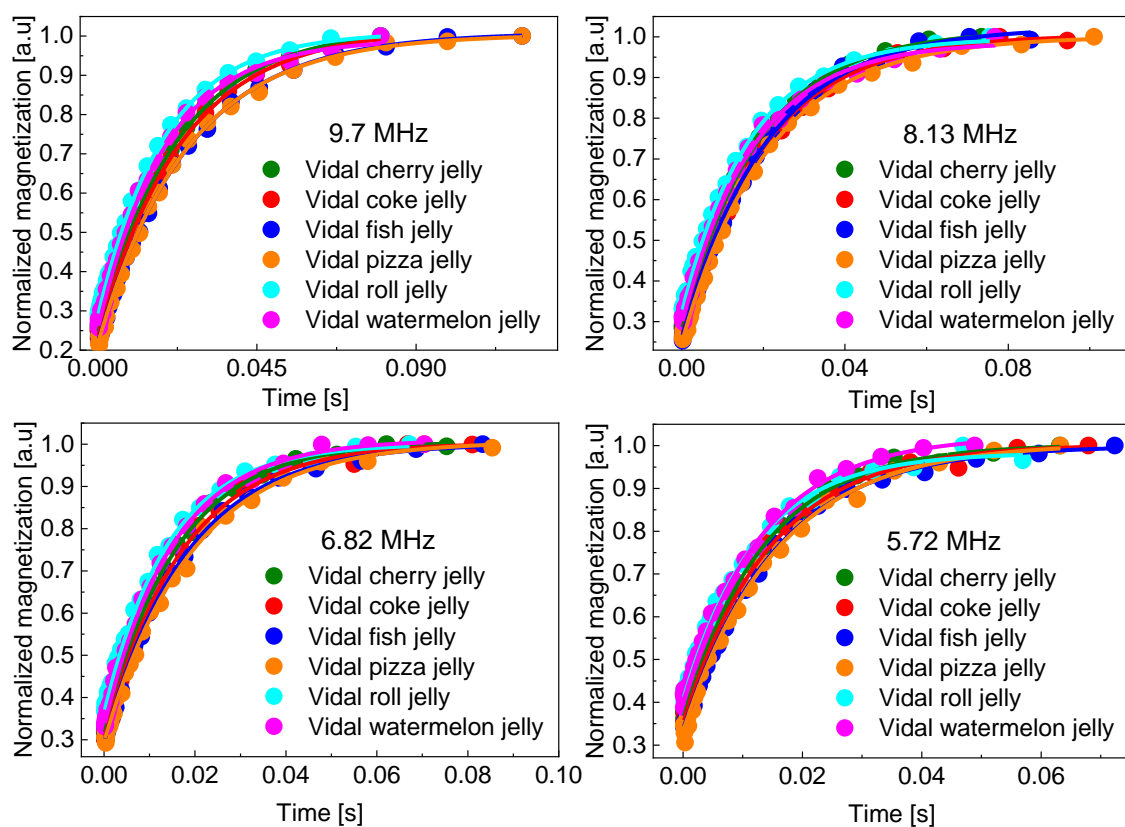 Normalized magnetization [a.u]
1.0
0.9
0.8
0.7
0.6
0.5
0.4
0.3
0.2
9.7 MHz
Vidal cherry jelly
Vidal coke jelly
Vidal fish jelly
Vidal pizza jelly
Vidal roll jelly
Vidal watermelon jelly
0.000 0.045 0.090
Time [s]
Normalized magnetization [a.u]
1.0
0.9
0.8
0.7
0.6
0.5
0.4
0.3
8.13 MHz
Vidal cherry jelly
Vidal coke jelly
Vidal fish jelly
Vidal pizza jelly
Vidal roll jelly
Vidal watermelon jelly
0.00 0.04 0.08
Time [s]
Normalized magnetization [a.u]
1.0
0.9
0.8
0.7
0.6
0.5
0.4
0.3
6.82 MHz
Vidal cherry jelly
Vidal coke jelly
Vidal fish jelly
Vidal pizza jelly
Vidal roll jelly
Vidal watermelon jelly
0.00 0.02 0.04 0.06 0.08 0.10
Time [s]
Normalized magnetization [a.u]
1.0
0.9
0.8
0.7
0.6
0.5
0.4
0.3
5.72 MHz
Vidal cherry jelly
Vidal coke jelly
Vidal fish jelly
Vidal pizza jelly
Vidal roll jelly
Vidal watermelon jelly
0.00 0.02 0.04 0.06
Time [s]